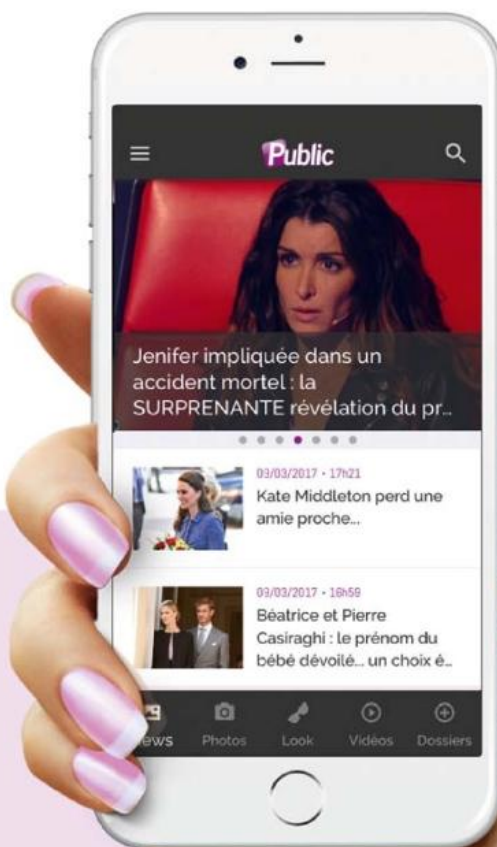 Public
Jenifer impliquée dans un
accident mortel : la
SURPRENANTE révélation du pr...
03/03/2017 • 17h21
Kate Middleton perd une
amie proche...
03/03/2017 • 16h59
Béatrice et Pierre
Casiraghi : le prénom du
bébé dévoilé... un choix é...
News Photos Look Vidéos Dossiers